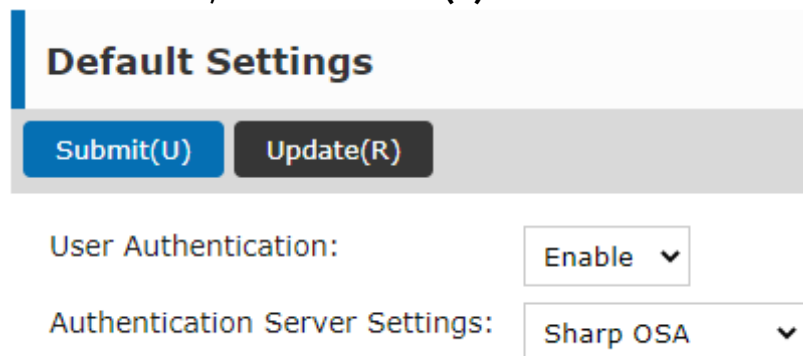 Default Settings
Submit(U) Update(R)
User Authentication: Enable
Authentication Server Settings: Sharp OSA